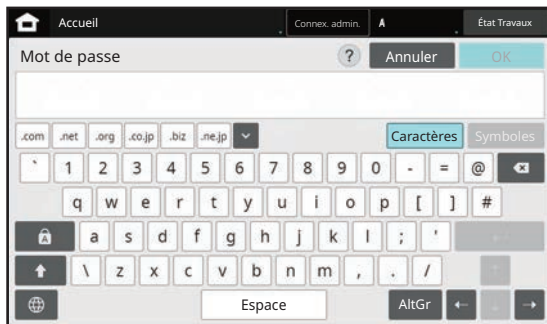 Accueil Connex. admin. A État Travaux
Mot de passe ? Annuler OK
.com .net .org .co.jp .biz .ne.jp Caractères Symboles
` 1 2 3 4 5 6 7 8 9 0 - = @
q w e r t y u i o p [ ] #
A a s d f g h j k l ; '
\ z x c v b n m , . /
Espace AltGr